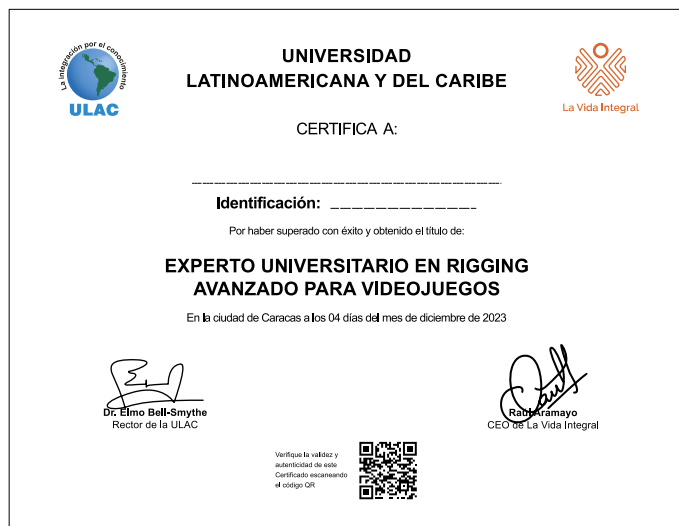 La integración por el conocimiento
ULAC
UNIVERSIDAD
LATINOAMERICANA Y DEL CARIBE
La Vida Integral
CERTIFICA A:
Identificación:
Por haber superado con éxito y obtenido el título de:
EXPERTO UNIVERSITARIO EN RIGGING
AVANZADO PARA VIDEOJUEGOS
En la ciudad de Caracas a los 04 días del mes de diciembre de 2023
Dr. Elmo Bell-Smythe
Rector de la ULAC
Raúl Aramayo
CEO de La Vida Integral
Verifique la validez y
autenticidad de este
Certificado escaneando
el código QR